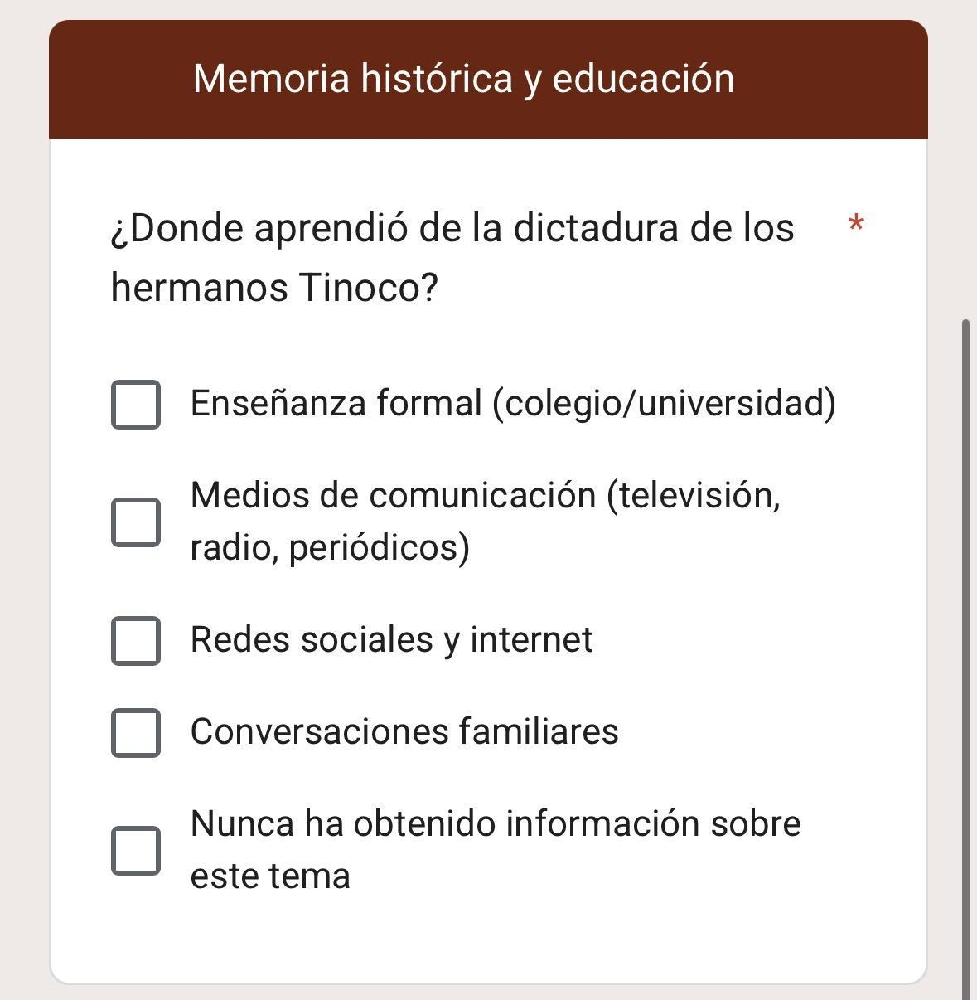 Memoria histórica y educación
¿Donde aprendió de la dictadura de los *
hermanos Tinoco?
Enseñanza formal (colegio/universidad)
Medios de comunicación (televisión,
radio, periódicos)
Redes sociales y internet
Conversaciones familiares
Nunca ha obtenido información sobre
este tema